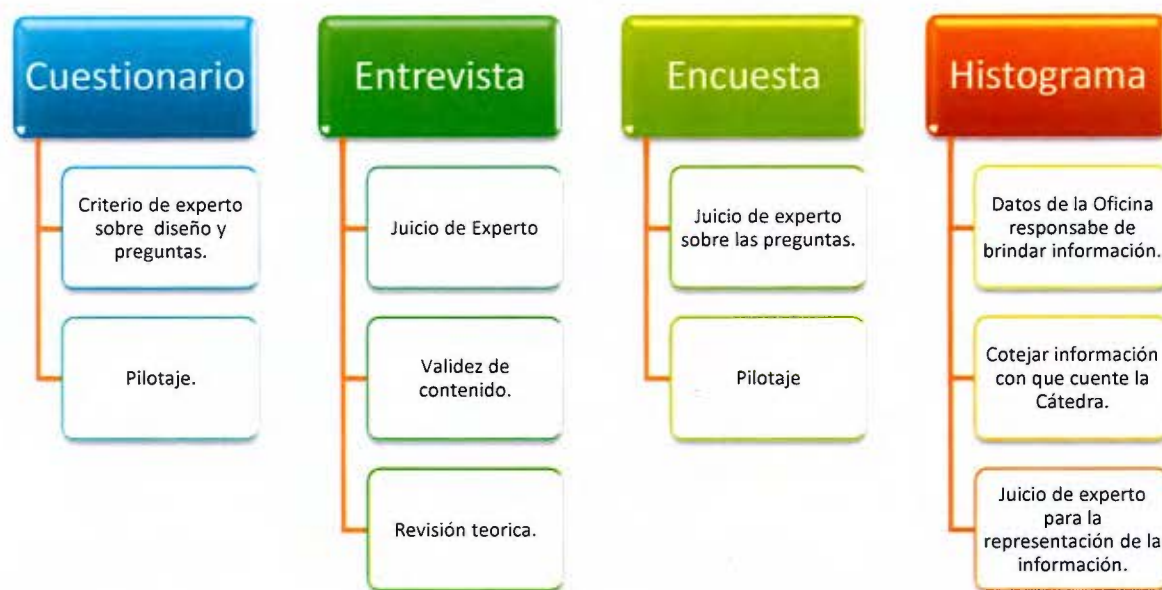 Cuestionario
Criterio de experto
sobre diseño y
preguntas.
Pilotaje.
Entrevista
Juicio de Experto
Validez de
contenido.
Revisión teorica.
Encuesta
Juicio de experto
sobre las preguntas.
Pilotaje
Histograma
Datos de la Oficina
responsabe de
brindar información.
Cotejar información
con que cuente la
Cátedra.
Juicio de experto
para la
representación de la
información.